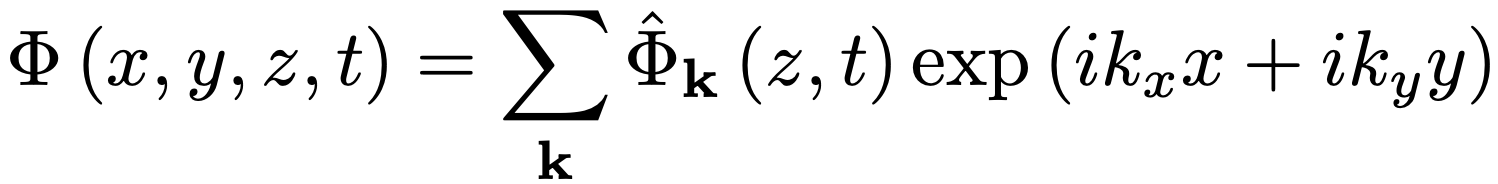 Φ (x, y, z, t) = ∑_𝐤 Φ̂_𝐤 (z, t) exp (ik_x x + ik_y y)